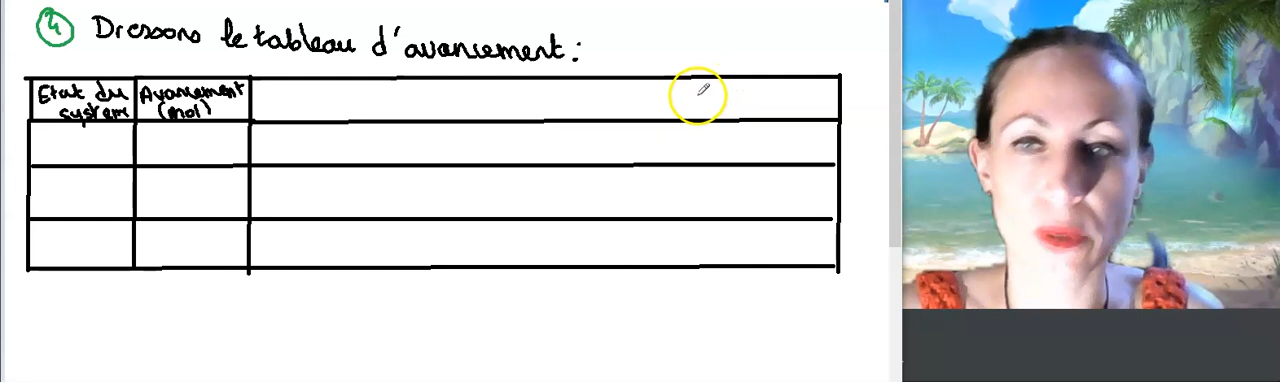 4 Dressons le tableau d'avancement :
Etat du Avancement
système (mol)